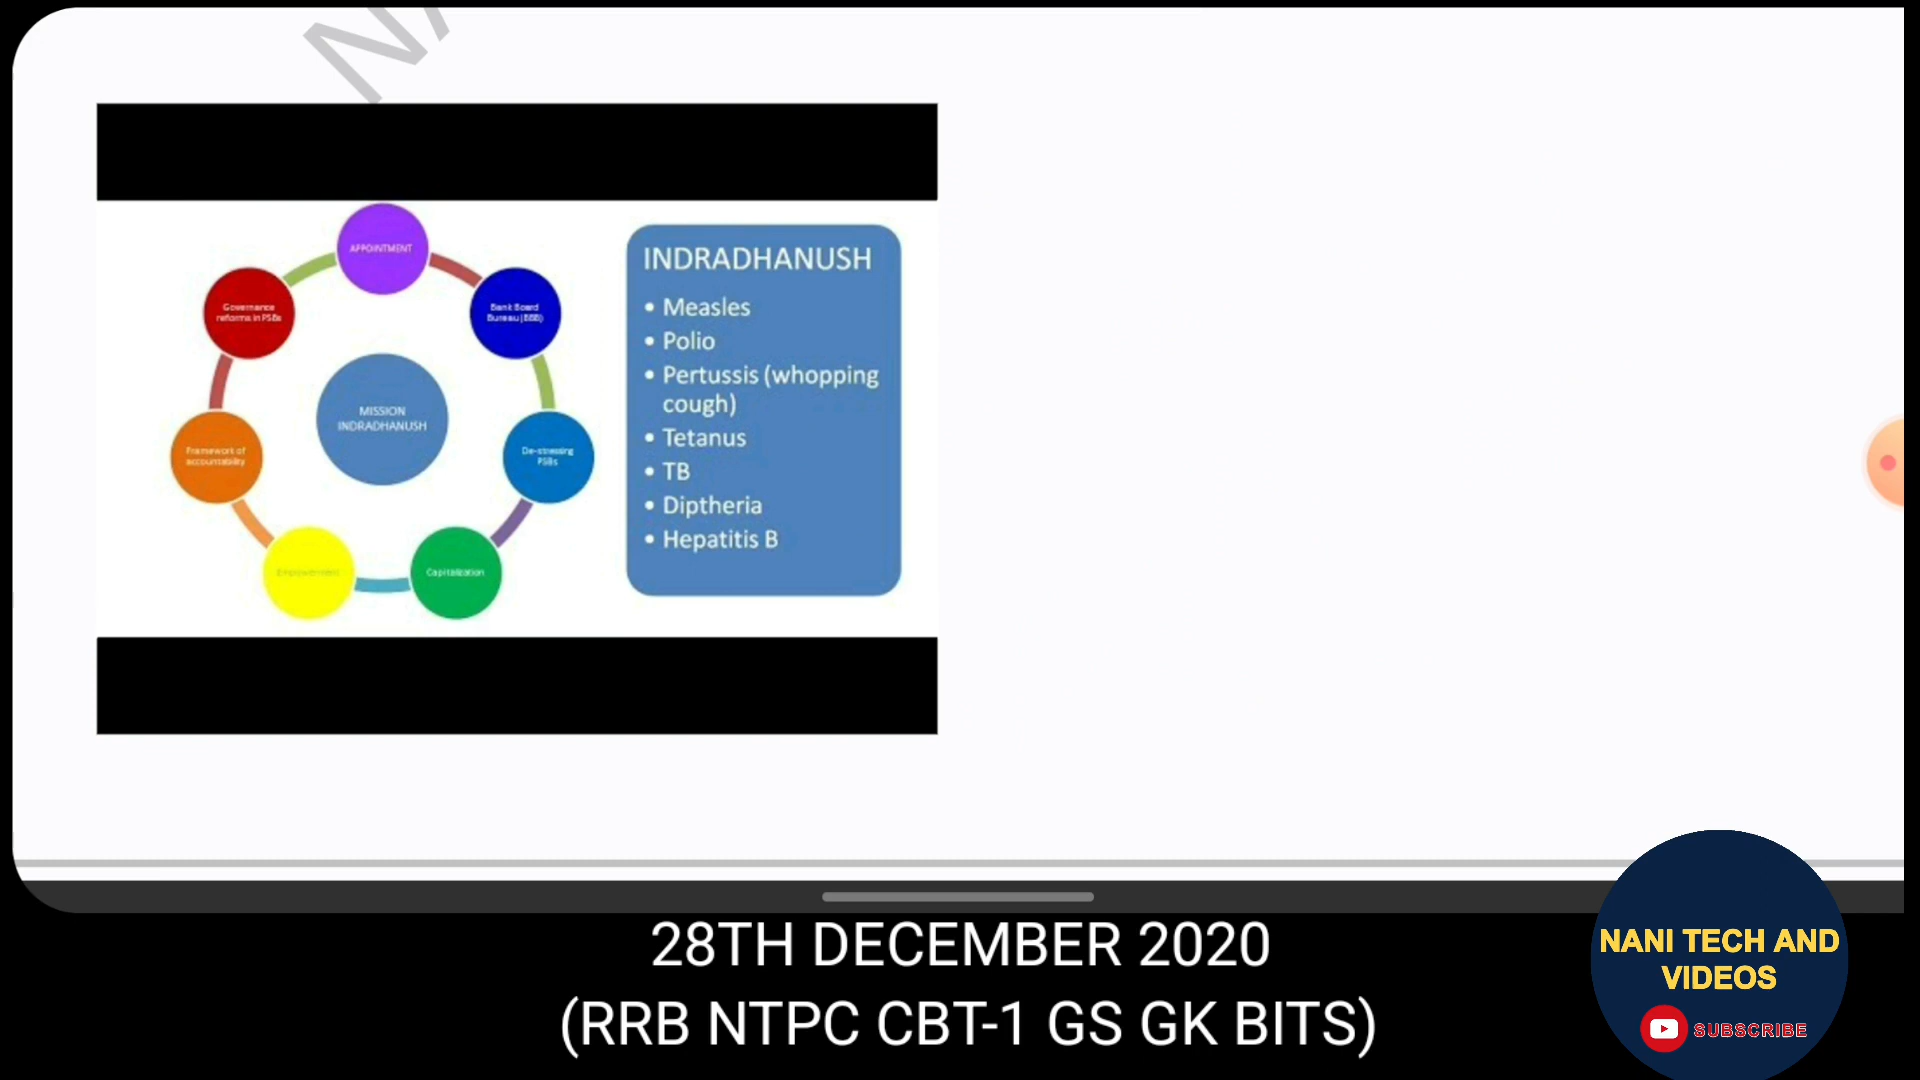 NA
APPOINTMENT
Governance
reforms in PSBs
Bank Board
Bureau (BBB)
MISSION
INDRADHANUSH
Framework of
accountability
De-stressing
PSBs
Empowerment
Capitalization
INDRADHANUSH
• Measles
• Polio
• Pertussis (whopping
cough)
• Tetanus
• TB
• Diptheria
• Hepatitis B
28TH DECEMBER 2020
(RRB NTPC CBT-1 GS GK BITS)
NANI TECH AND
VIDEOS
SUBSCRIBE